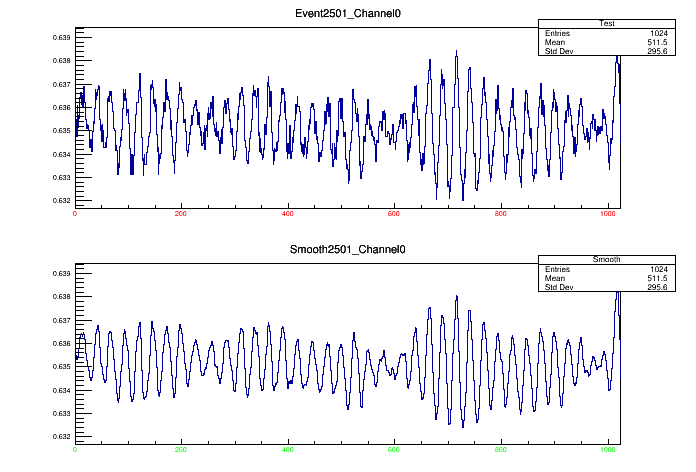 Event2501_Channel0
Test
Entries 1024
Mean 511.5
Std Dev 295.6
0.639
0.638
0.637
0.636
0.635
0.634
0.633
0.632
0 200 400 600 800 1000
Smooth2501_Channel0
Smooth
Entries 1024
Mean 511.5
Std Dev 295.6
0.639
0.638
0.637
0.636
0.635
0.634
0.633
0.632
0 200 400 600 800 1000